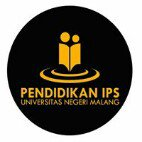 PENDIDIKAN IPS
UNIVERSITAS NEGERI MALANG